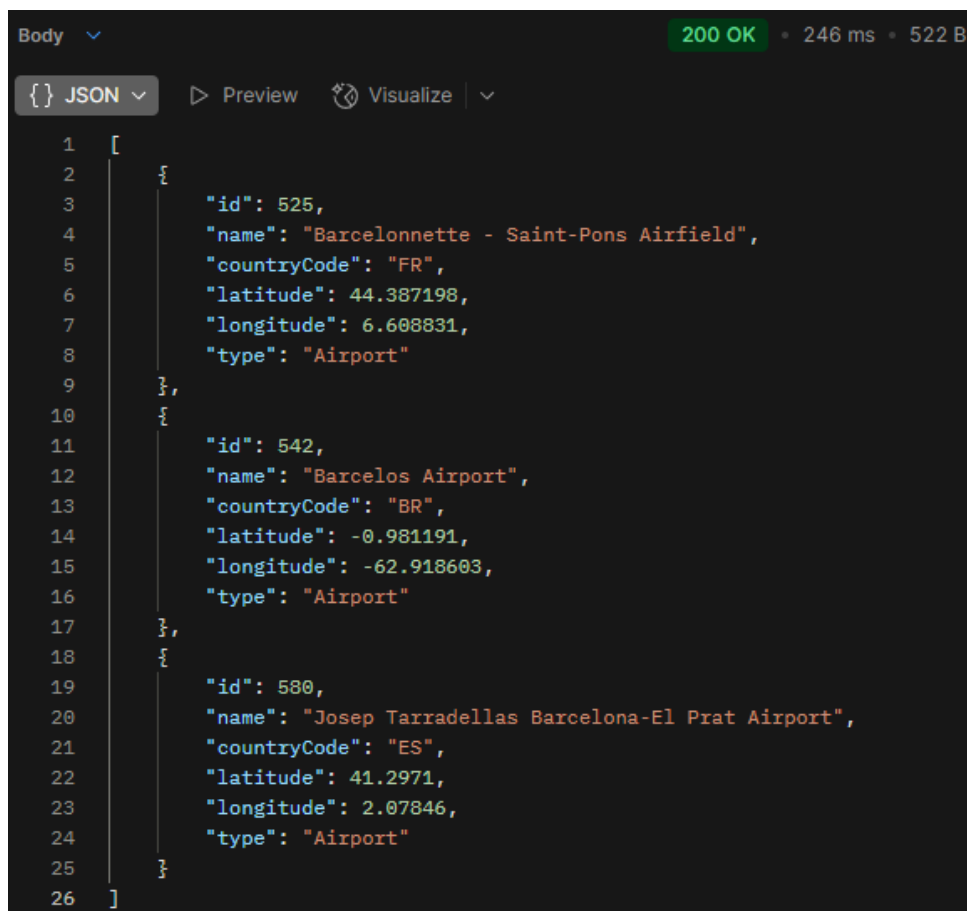 Body
200 OK • 246 ms • 522 B
{} JSON Preview Visualize
1 [
2 {
3 "id": 525,
4 "name": "Barcelonnette - Saint-Pons Airfield",
5 "countryCode": "FR",
6 "latitude": 44.387198,
7 "longitude": 6.608831,
8 "type": "Airport"
9 },
10 {
11 "id": 542,
12 "name": "Barcelos Airport",
13 "countryCode": "BR",
14 "latitude": -0.981191,
15 "longitude": -62.918603,
16 "type": "Airport"
17 },
18 {
19 "id": 580,
20 "name": "Josep Tarradellas Barcelona-El Prat Airport",
21 "countryCode": "ES",
22 "latitude": 41.2971,
23 "longitude": 2.07846,
24 "type": "Airport"
25 }
26 ]